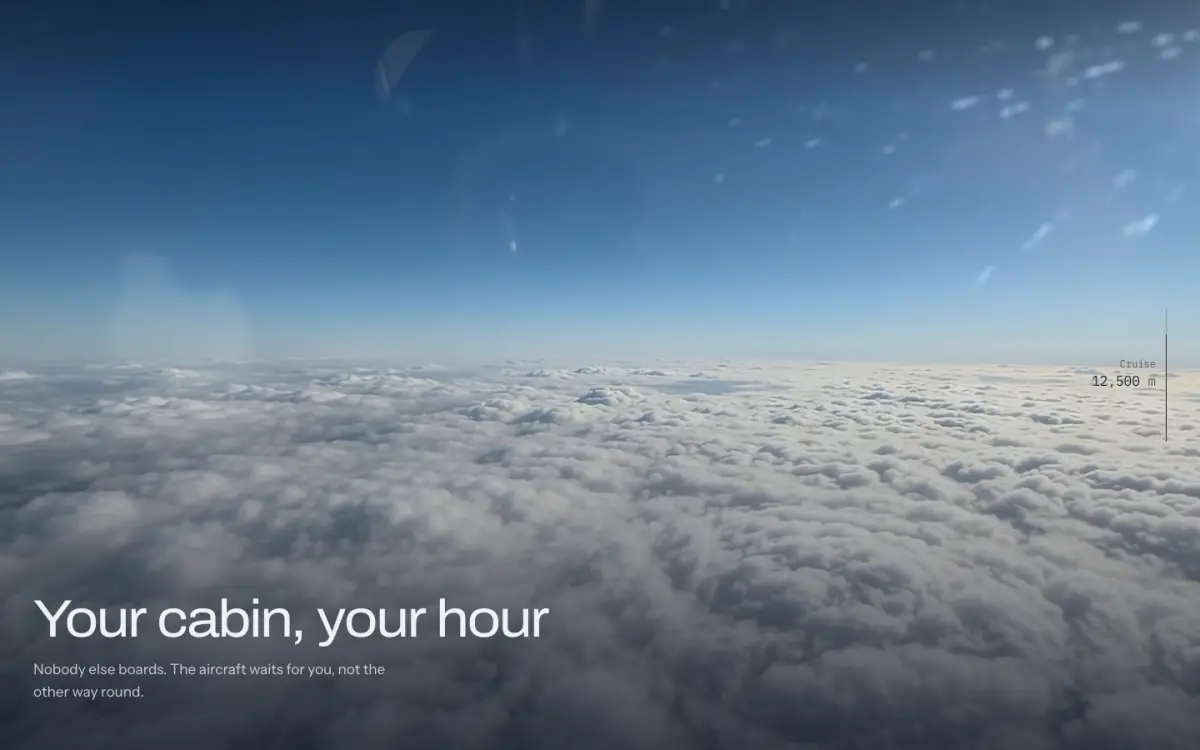 Cruise
12,500 m
Your cabin, your hour
Nobody else boards. The aircraft waits for you, not the
other way round.